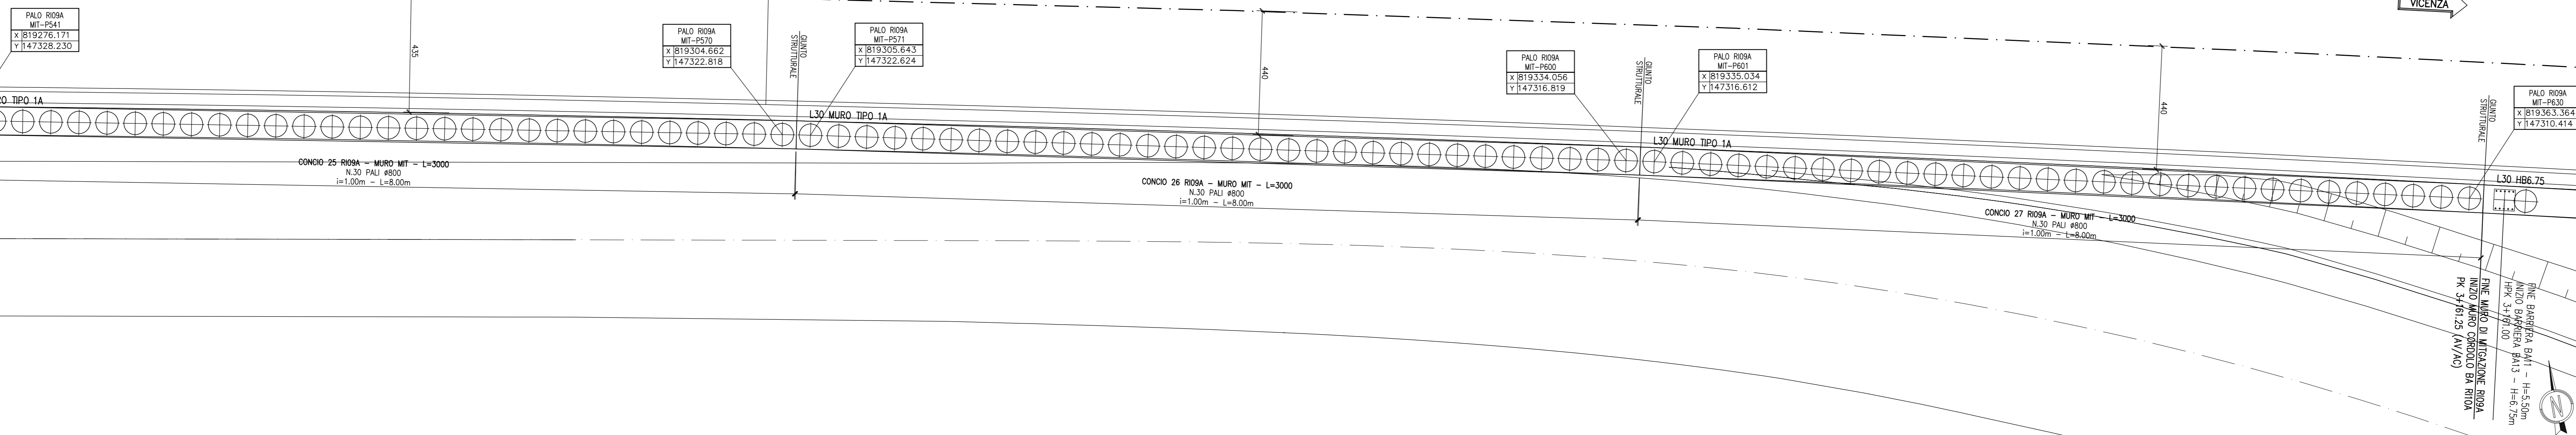 VICENZA
PALO RI09A
MIT-P541
X 819276.171
Y 147328.230
435
PALO RI09A
MIT-P570
X 819304.662
Y 147322.818
GIUNTO
STRUTTURALE
PALO RI09A
MIT-P571
X 819305.643
Y 147322.624
440
PALO RI09A
MIT-P600
X 819334.056
Y 147316.819
GIUNTO
STRUTTURALE
PALO RI09A
MIT-P601
X 819335.034
Y 147316.612
440
GIUNTO
STRUTTURALE
PALO RI09A
MIT-P630
X 819363.364
Y 147310.414
RO TIPO 1A
L30 MURO TIPO 1A
L30 MURO TIPO 1A
L30 HB6.75
CONCIO 25 RI09A - MURO MIT - L=3000
N.30 PALI Ø800
i=1.00m - L=8.00m
CONCIO 26 RI09A - MURO MIT - L=3000
N.30 PALI Ø800
i=1.00m - L=8.00m
CONCIO 27 RI09A - MURO MIT - L=3000
N.30 PALI Ø800
i=1.00m - L=8.00m
FINE MURO DI MITGAZIONE RI09A
INIZIO MURO CORDOLO BA RI10A
PK 3+161.25 (AV/AC)
FINE BARRIERA BA11 - H=5.50m
INIZIO BARRIERA BA13 - H=6.75m
HPK 3+161.00
N